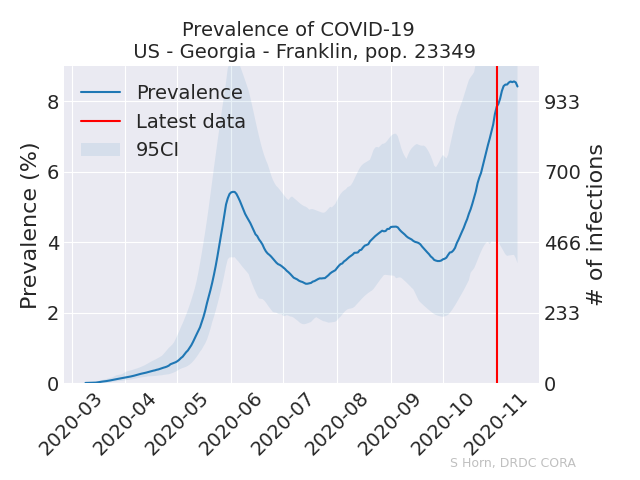 Prevalence of COVID-19
US - Georgia - Franklin, pop. 23349
Prevalence
Latest data
95CI
Prevalence (%)
8
6
4
2
0
933
700
466
233
0
# of infections
2020-03
2020-04
2020-05
2020-06
2020-07
2020-08
2020-09
2020-10
2020-11
S Horn, DRDC CORA